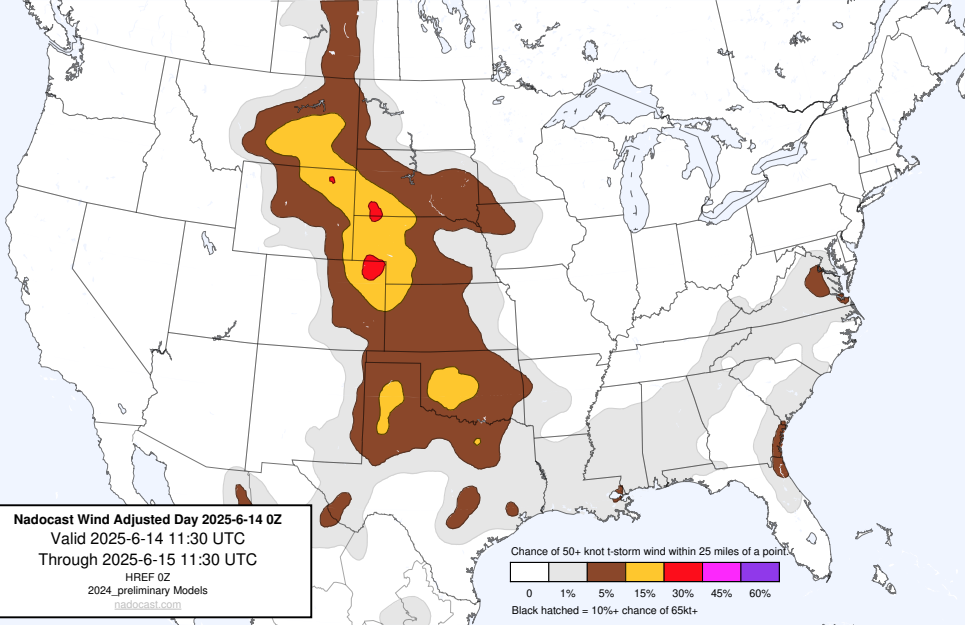 Nadocast Wind Adjusted Day 2025-6-14 0Z
Valid 2025-6-14 11:30 UTC
Through 2025-6-15 11:30 UTC
HREF 0Z
2024_preliminary Models
nadocast.com
Chance of 50+ knot t-storm wind within 25 miles of a point.
0 1% 5% 15% 30% 45% 60%
Black hatched = 10%+ chance of 65kt+